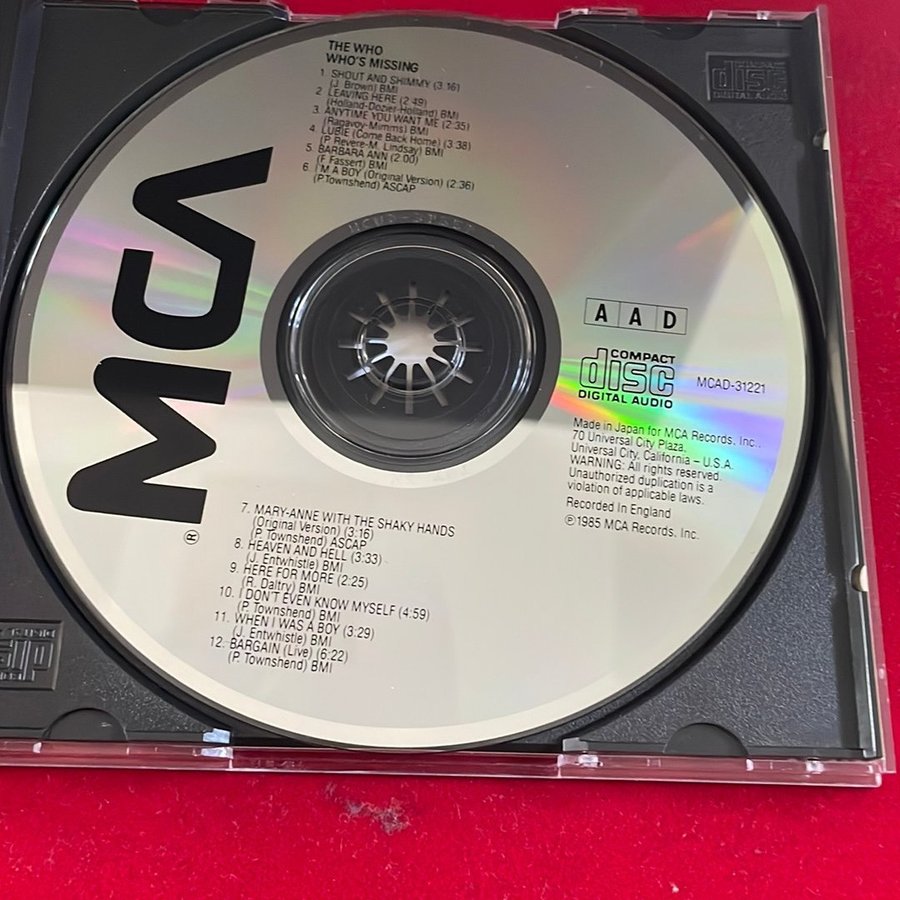 THE WHO
WHO'S MISSING
1. SHOUT AND SHIMMY (3:16)
(J. Brown) BMI
2. LEAVING HERE (2:49)
(Holland-Dozier-Holland) BMI
3. ANYTIME YOU WANT ME (2:35)
(Ragavoy-Mimms) BMI
4. LUBIE (Come Back Home) (3:38)
(P. Revere-M. Lindsay) BMI
5. BARBARA ANN (2:00)
(F. Fassert) BMI
6. I'M A BOY (Original Version) (2:36)
(P. Townshend) ASCAP
MCA
®
A A D
COMPACT
disc
DIGITAL AUDIO
MCAD-31221
Made in Japan for MCA Records, Inc.,
70 Universal City Plaza,
Universal City, California – U.S.A.
WARNING: All rights reserved.
Unauthorized duplication is a
violation of applicable laws.
Recorded In England
℗1985 MCA Records, Inc.
7. MARY-ANNE WITH THE SHAKY HANDS
(Original Version) (3:16)
(P. Townshend) ASCAP
8. HEAVEN AND HELL (3:33)
(J. Entwhistle) BMI
9. HERE FOR MORE (2:25)
(R. Daltry) BMI
10. I DON'T EVEN KNOW MYSELF (4:59)
(P. Townshend) BMI
11. WHEN I WAS A BOY (3:29)
(J. Entwhistle) BMI
12. BARGAIN (Live) (6:22)
(P. Townshend) BMI
disc
DIGITAL AUDIO